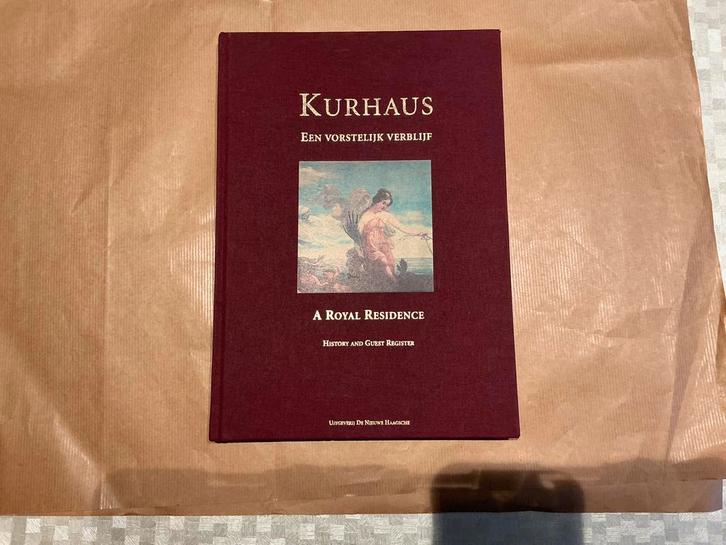 KURHAUS
EEN VORSTELIJK VERBLIJF
A ROYAL RESIDENCE
HISTORY AND GUEST REGISTER
UITGEVERIJ DE NIEUWE HAAGSCHE